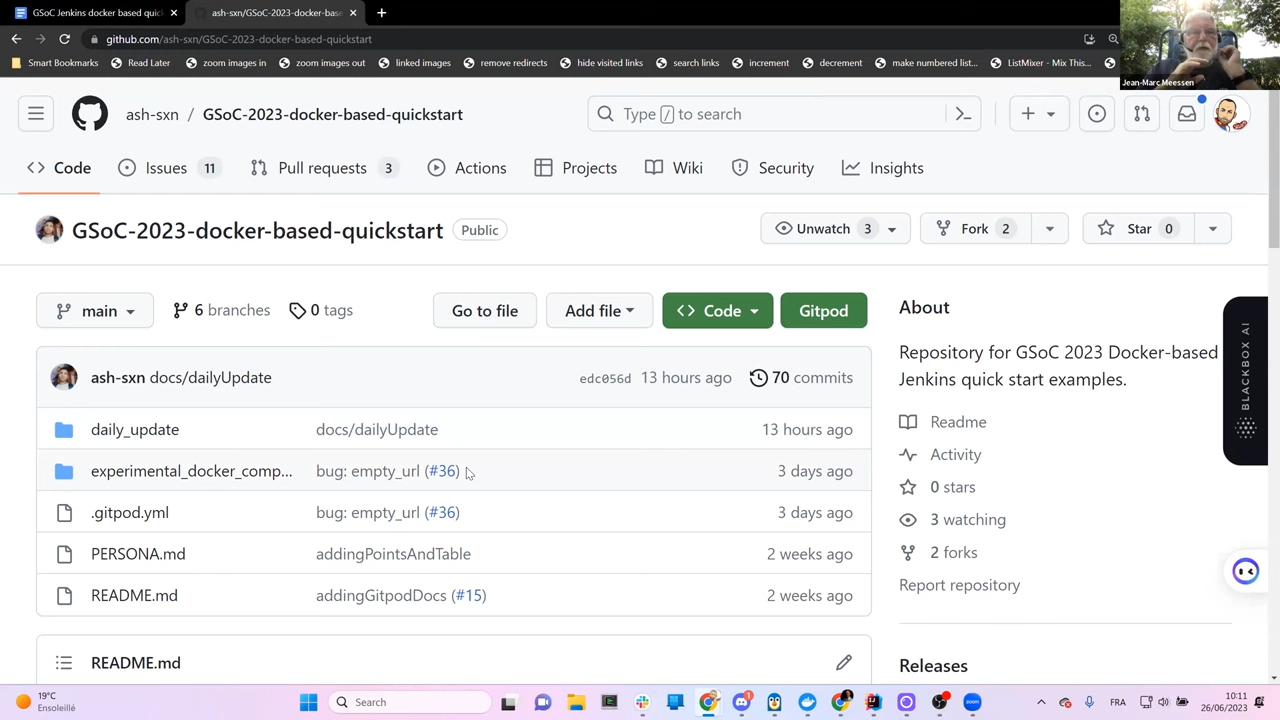 GSoC Jenkins docker based quick
ash-sxn/GSoC-2023-docker-base
github.com/ash-sxn/GSoC-2023-docker-based-quickstart
Smart Bookmarks
Read Later
zoom images in
zoom images out
linked images
remove redirects
hide visited links
search links
increment
decrement
make numbered list...
ListMixer - Mix This...
Jean-Marc Meessen
ash-sxn / GSoC-2023-docker-based-quickstart
Type / to search
Code
Issues 11
Pull requests 3
Actions
Projects
Wiki
Security
Insights
GSoC-2023-docker-based-quickstart Public
Unwatch 3
Fork 2
Star 0
main
6 branches
0 tags
Go to file
Add file
Code
Gitpod
ash-sxn docs/dailyUpdate
edc056d 13 hours ago
70 commits
daily_update docs/dailyUpdate 13 hours ago
experimental_docker_comp... bug: empty_url (#36) 3 days ago
.gitpod.yml bug: empty_url (#36) 3 days ago
PERSONA.md addingPointsAndTable 2 weeks ago
README.md addingGitpodDocs (#15) 2 weeks ago
README.md
About
Repository for GSoC 2023 Docker-based
Jenkins quick start examples.
Readme
Activity
0 stars
3 watching
2 forks
Report repository
Releases
BLACKBOX AI
19°C
Ensoleillé
Search
FRA
10:11
26/06/2023